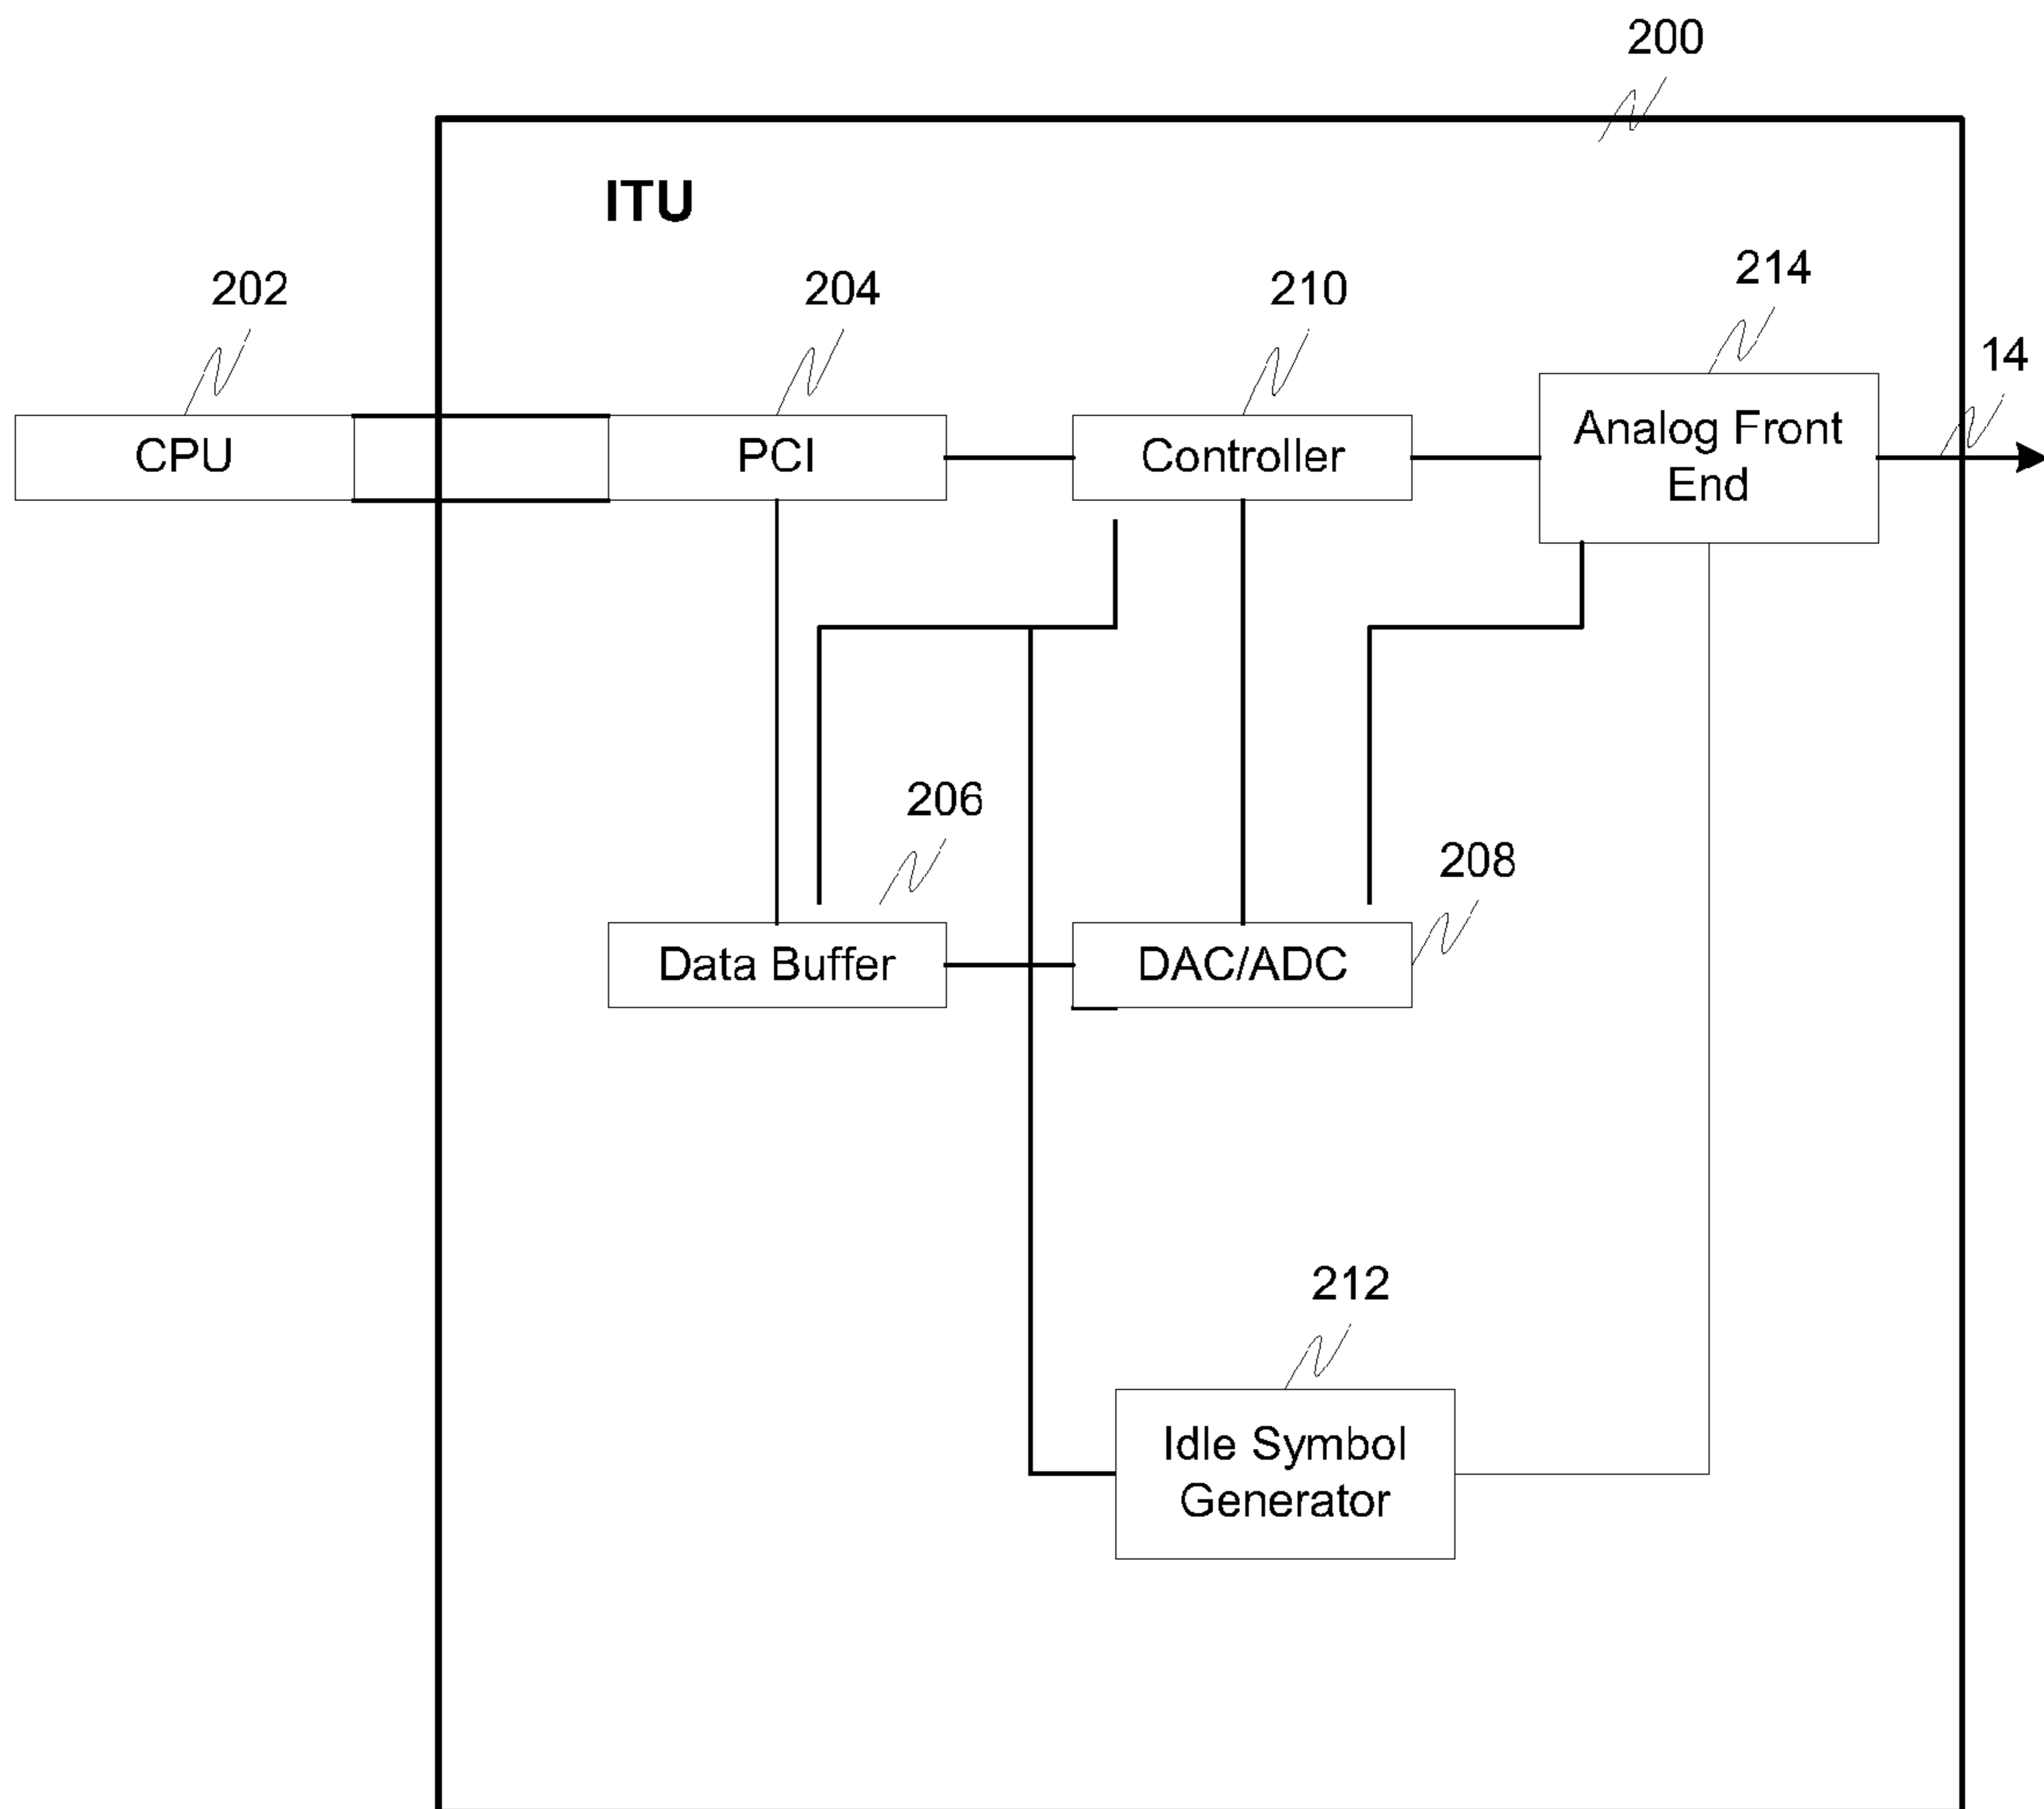 200
ITU
202
204
210
214
14
CPU
PCI
Controller
Analog Front
End
206
208
Data Buffer
DAC/ADC
212
Idle Symbol
Generator